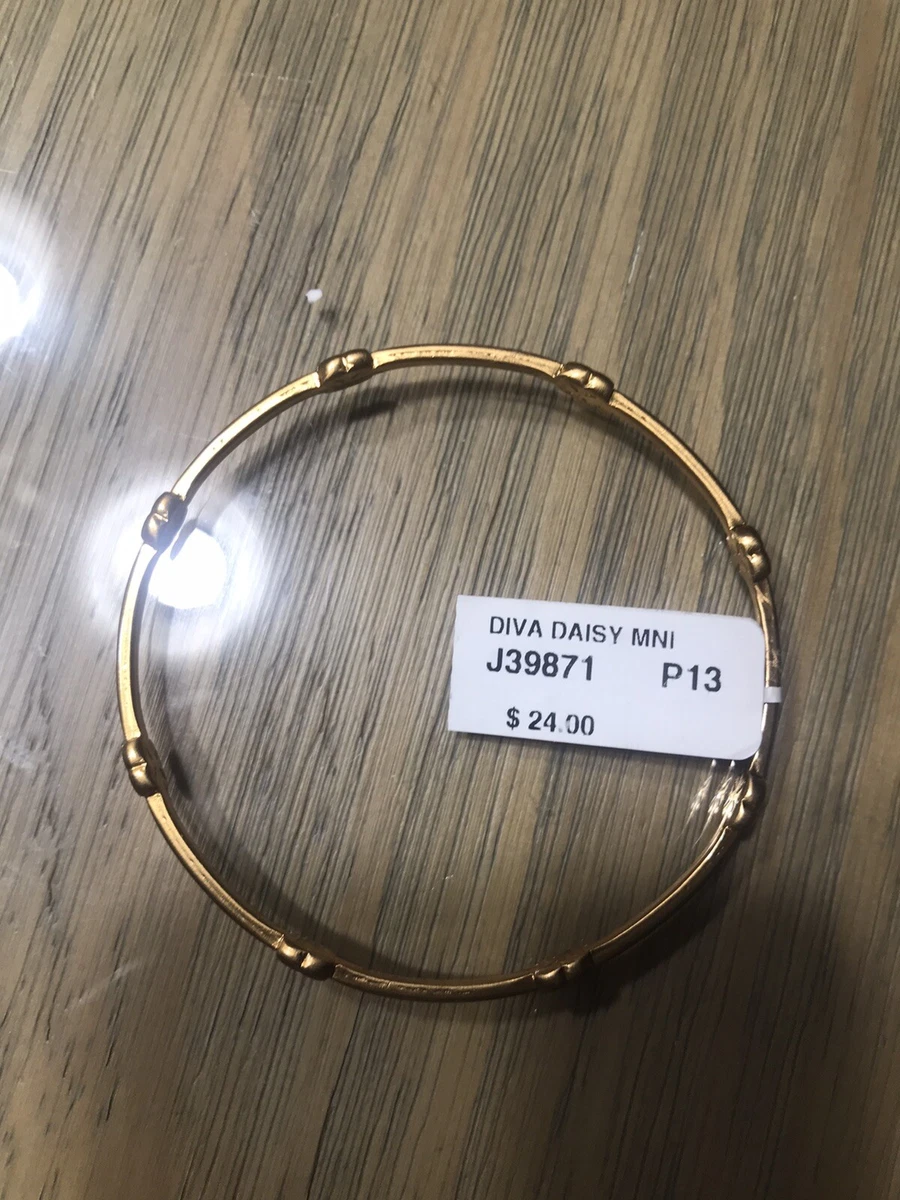 DIVA DAISY MNI
J39871 P13
$ 24.00